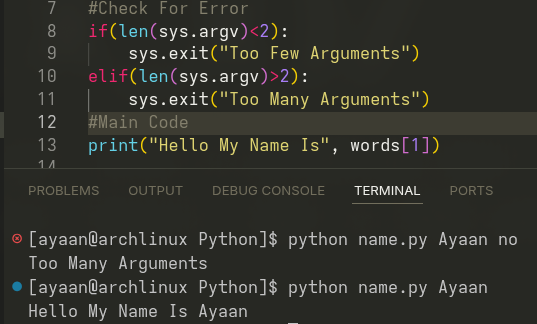 7 #Check For Error
8 if(len(sys.argv)<2):
9     sys.exit("Too Few Arguments")
10 elif(len(sys.argv)>2):
11     sys.exit("Too Many Arguments")
12 #Main Code
13 print("Hello My Name Is", words[1])
14
PROBLEMS OUTPUT DEBUG CONSOLE TERMINAL PORTS
[ayaan@archlinux Python]$ python name.py Ayaan no
Too Many Arguments
[ayaan@archlinux Python]$ python name.py Ayaan
Hello My Name Is Ayaan